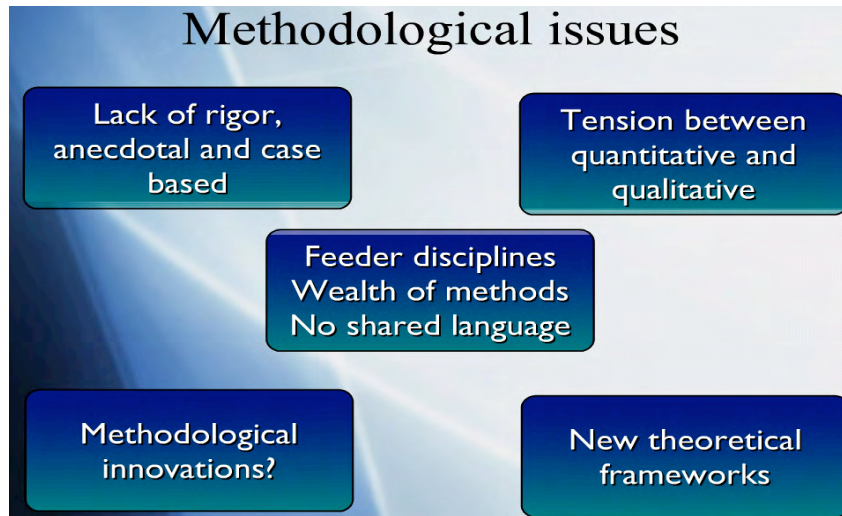 Methodological issues
Lack of rigor,
anecdotal and case
based
Tension between
quantitative and
qualitative
Feeder disciplines
Wealth of methods
No shared language
Methodological
innovations?
New theoretical
frameworks